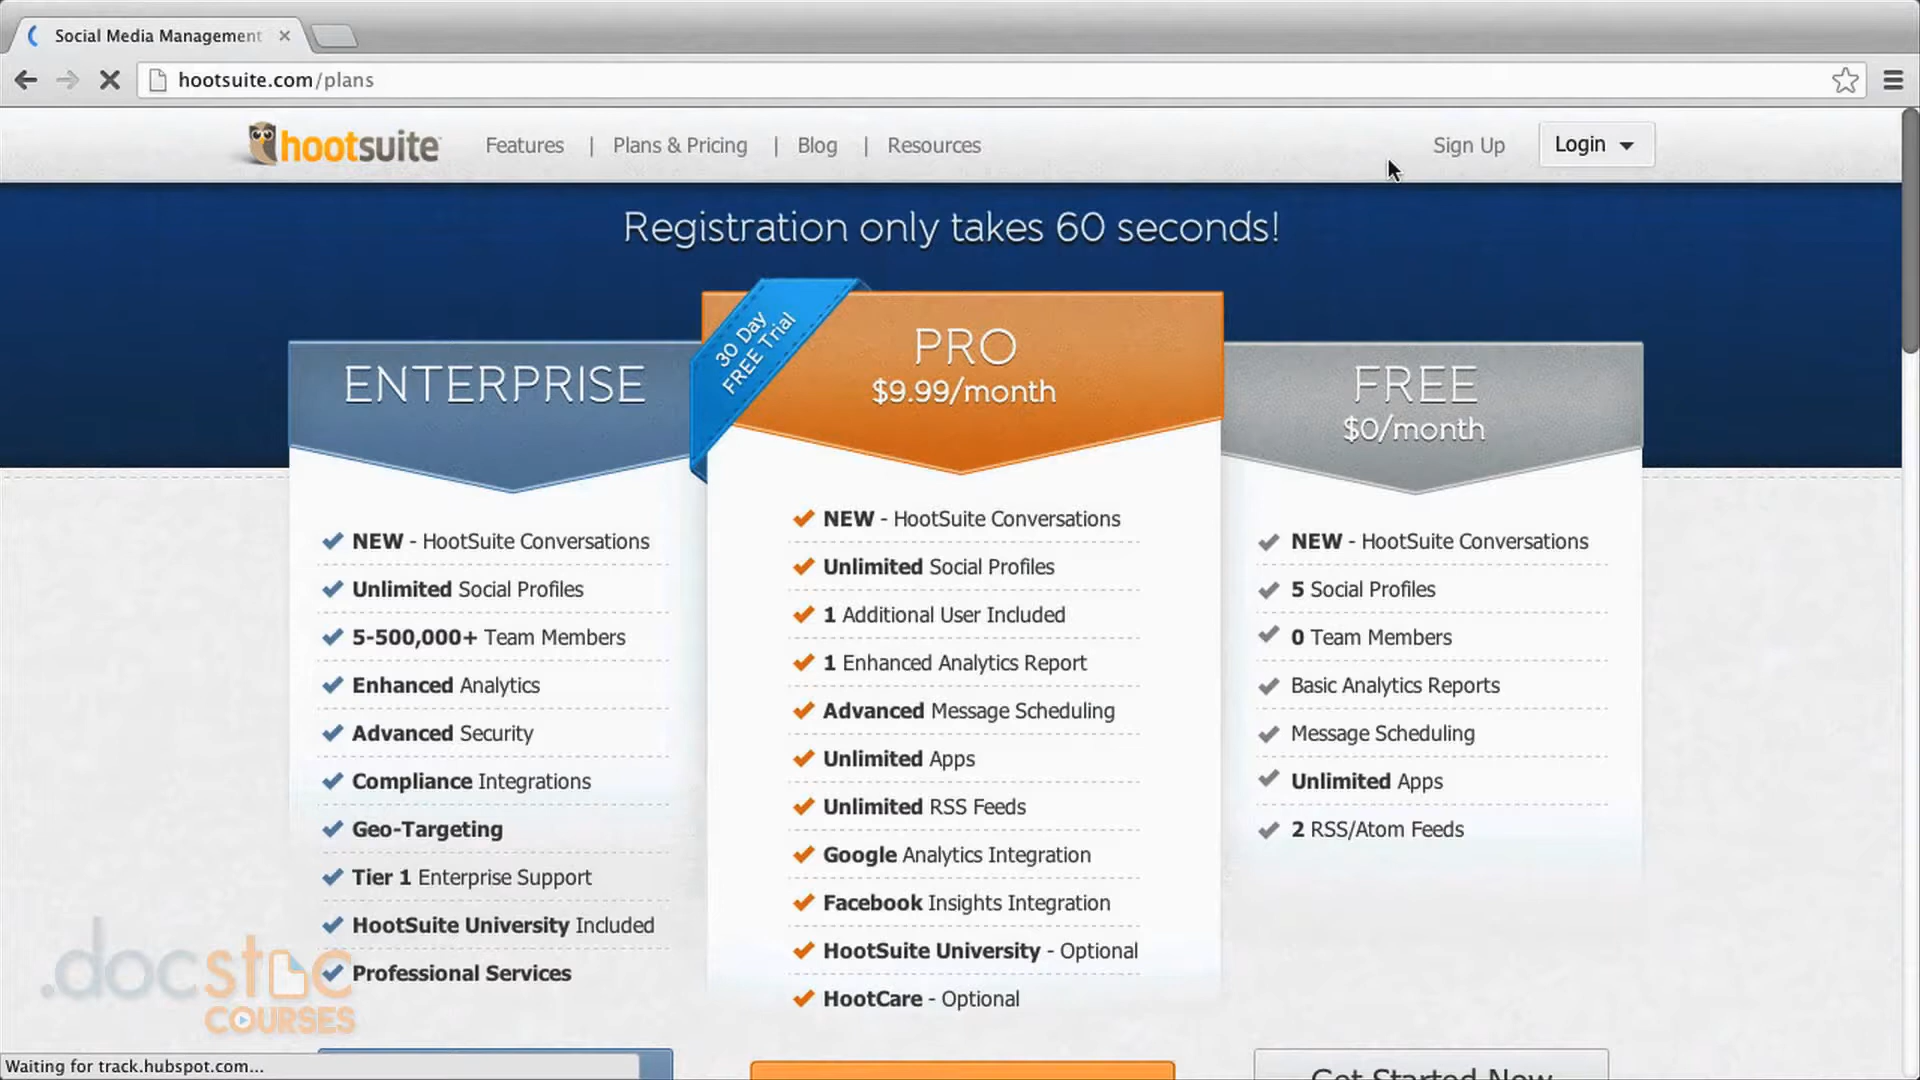 Social Media Management
hootsuite.com/plans
hootsuite
Features | Plans & Pricing | Blog | Resources
Sign Up
Login
Registration only takes 60 seconds!
30 Day
FREE Trial
ENTERPRISE
NEW - HootSuite Conversations
Unlimited Social Profiles
5-500,000+ Team Members
Enhanced Analytics
Advanced Security
Compliance Integrations
Geo-Targeting
Tier 1 Enterprise Support
HootSuite University Included
Professional Services
PRO
$9.99/month
NEW - HootSuite Conversations
Unlimited Social Profiles
1 Additional User Included
1 Enhanced Analytics Report
Advanced Message Scheduling
Unlimited Apps
Unlimited RSS Feeds
Google Analytics Integration
Facebook Insights Integration
HootSuite University - Optional
HootCare - Optional
FREE
$0/month
NEW - HootSuite Conversations
5 Social Profiles
0 Team Members
Basic Analytics Reports
Message Scheduling
Unlimited Apps
2 RSS/Atom Feeds
Get Started Now
.docstoc
COURSES
Waiting for track.hubspot.com...